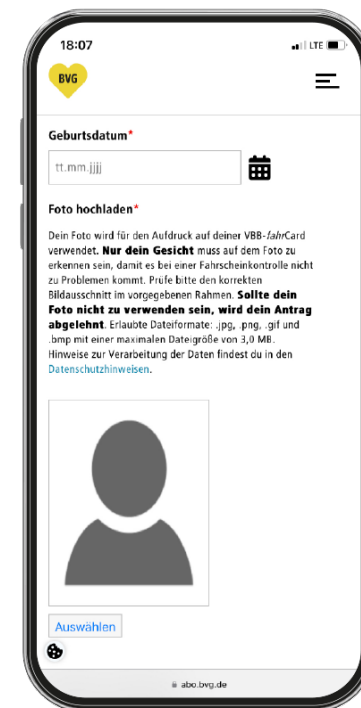 18:07
LTE
BVG
Geburtsdatum*
tt.mm.jjjj
Foto hochladen*
Dein Foto wird für den Aufdruck auf deiner VBB-fahrCard
verwendet. Nur dein Gesicht muss auf dem Foto zu
erkennen sein, damit es bei einer Fahrscheinkontrolle nicht
zu Problemen kommt. Prüfe bitte den korrekten
Bildausschnitt im vorgegebenen Rahmen. Sollte dein
Foto nicht zu verwenden sein, wird dein Antrag
abgelehnt. Erlaubte Dateiformate: .jpg, .png, .gif und
.bmp mit einer maximalen Dateigröße von 3,0 MB.
Hinweise zur Verarbeitung der Daten findest du in den
Datenschutzhinweisen.
Auswählen
abo.bvg.de